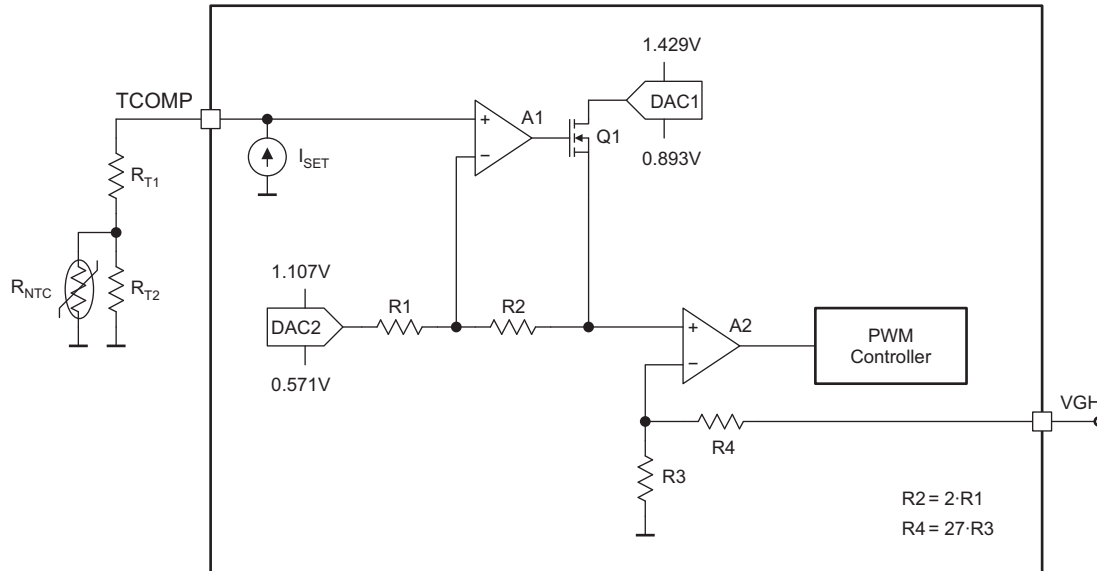 1.429V
TCOMP
A1
DAC1
+
Q1
−
I_SET
0.893V
R_T1
1.107V
R_NTC
R_T2
R1
R2
DAC2
A2
+
PWM
Controller
−
0.571V
VGH
R4
R3
R2 = 2·R1
R4 = 27·R3